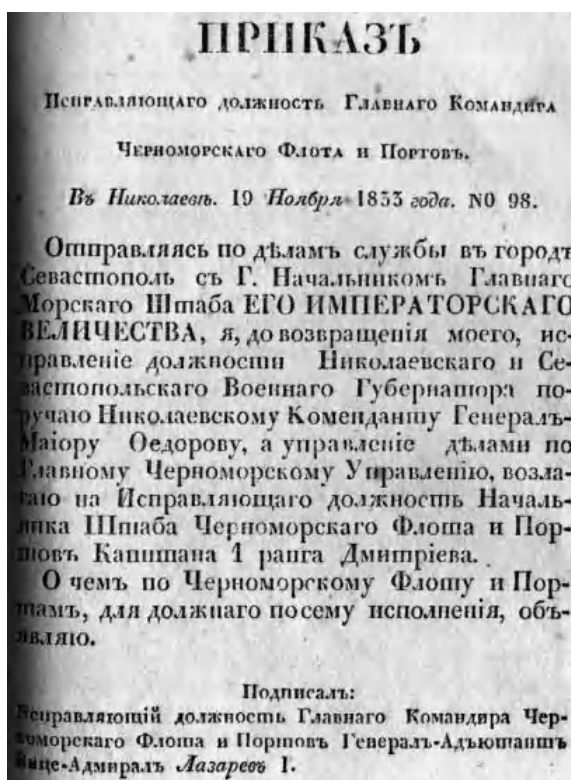 ПРИКАЗЪ
Исправляющаго должность Главнаго Командира
Черноморскаго Флота и Портовъ.
Въ Николаевѣ. 19 Ноября 1833 года. NO 98.
Отправляясь по дѣламъ службы въ городъ
Севастополь съ Г. Начальникомъ Главнаго
Морскаго Штаба ЕГО ИМПЕРАТОРСКАГО
ВЕЛИЧЕСТВА, я, до возвращенія моего, ис-
правленіе должности Николаевскаго и Се-
вастопольскаго Военнаго Губернатора по-
ручаю Николаевскому Коменданту Генералъ-
Маіору Ѳедорову, а управленіе дѣлами по
Главному Черноморскому Управленію, возла-
гаю на Исправляющаго должность Началь-
ника Штаба Черноморскаго Флота и Пор-
товъ Капитана 1 ранга Дмитріева.
О чемъ по Черноморскому Флоту и Пор-
тамъ, для должнаго посему исполненія, объ-
являю.
Подписалъ:
Исправляющій должность Главнаго Командира Чер-
номорскаго Флота и Портовъ Генералъ-Адъютантъ
Вице-Адмиралъ Лазаревъ 1.